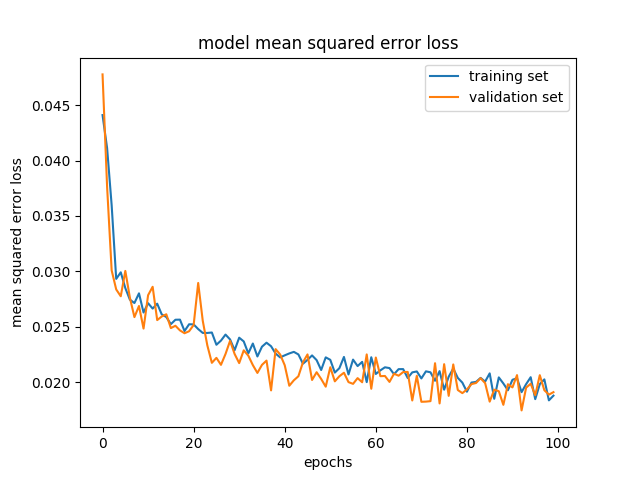 model mean squared error loss
training set
validation set
0.045
0.040
0.035
0.030
0.025
0.020
mean squared error loss
0 20 40 60 80 100
epochs